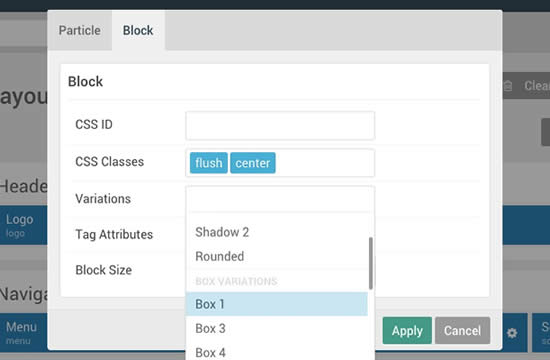 Particle
Block
Clear
ayou
Block
CSS ID
CSS Classes
flush
center
Variations
Shadow 2
Rounded
BOX VARIATIONS
Box 1
Box 3
Box 4
Tag Attributes
Block Size
Heade
Logo
logo
Naviga
Menu
menu
Apply
Cancel